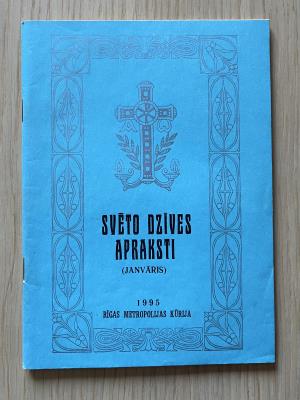 SVĒTO DZĪVES
APRAKSTI
(JANVĀRIS)
1995
RĪGAS METROPOLIJAS KŪRIJA